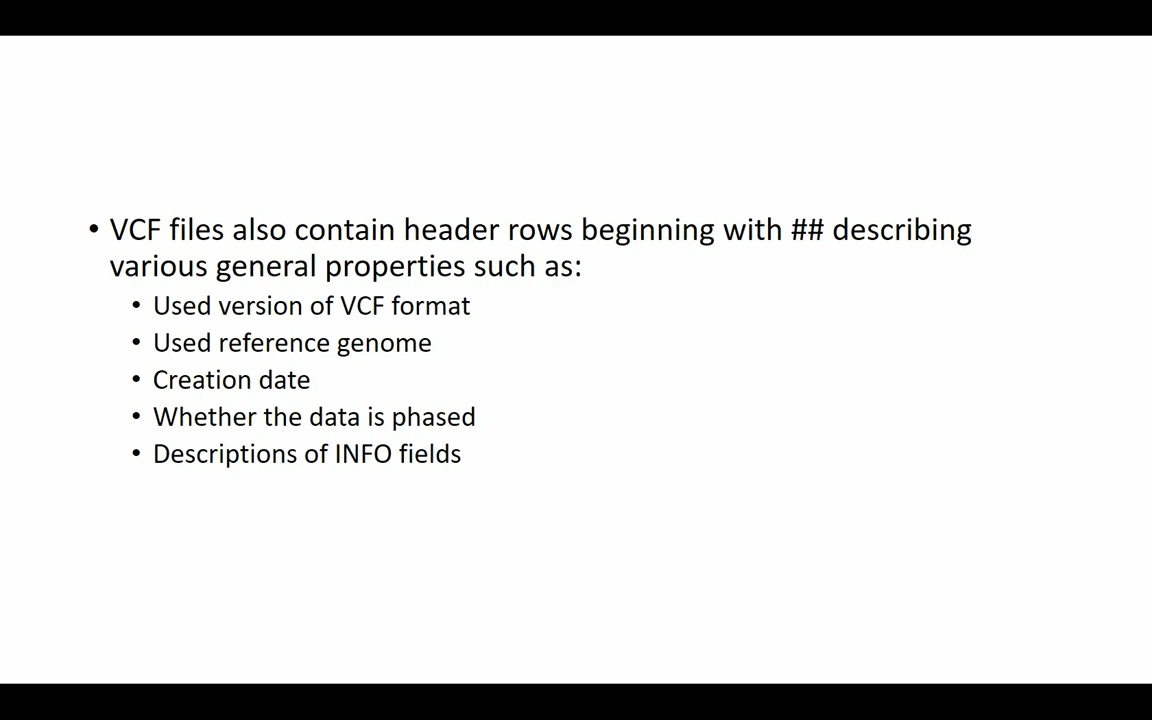 • VCF files also contain header rows beginning with ## describing
various general properties such as:
• Used version of VCF format
• Used reference genome
• Creation date
• Whether the data is phased
• Descriptions of INFO fields